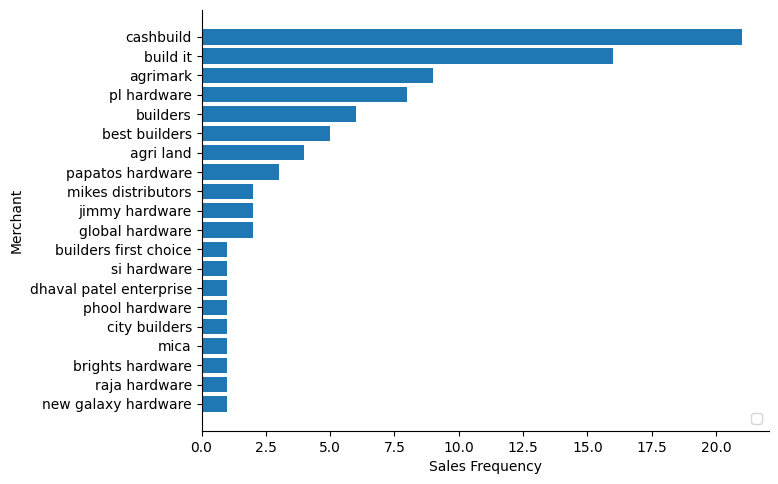 cashbuild
build it
agrimark
pl hardware
builders
best builders
agri land
papatos hardware
mikes distributors
jimmy hardware
global hardware
builders first choice
si hardware
dhaval patel enterprise
phool hardware
city builders
mica
brights hardware
raja hardware
new galaxy hardware
Merchant
0.0 2.5 5.0 7.5 10.0 12.5 15.0 17.5 20.0
Sales Frequency